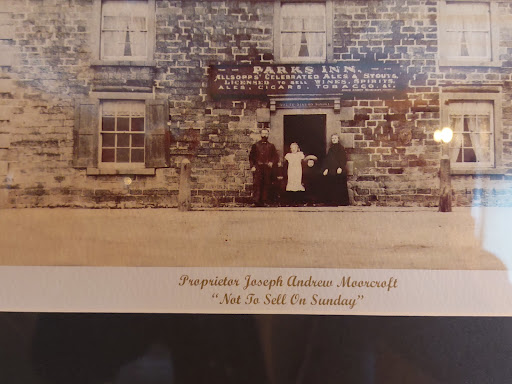 PARKS INN.
ALLSOPPS' CELEBRATED ALES & STOUTS,
LICENSED TO SELL WINES, SPIRITS,
ALES, CIGARS, TOBACCO, &c.
Proprietor Joseph Andrew Moorcroft
"Not To Sell On Sunday"